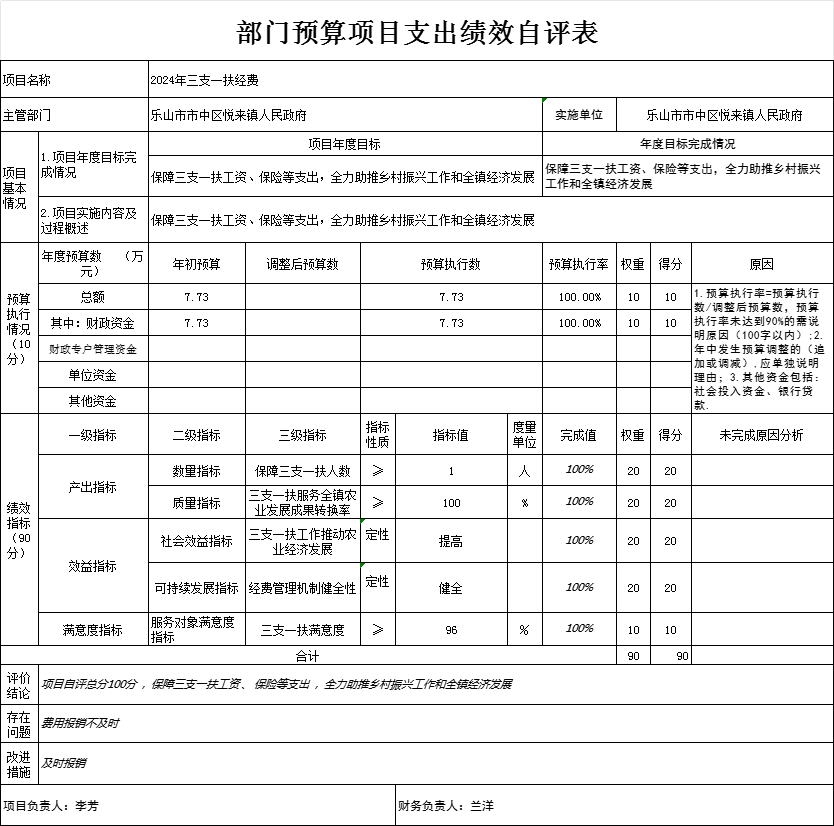 部门预算项目支出绩效自评表
项目名称 2024年三支一扶经费
主管部门 乐山市市中区悦来镇人民政府 实施单位 乐山市市中区悦来镇人民政府
项目基本情况 1.项目年度目标完成情况 项目年度目标 年度目标完成情况
保障三支一扶工资、保险等支出，全力助推乡村振兴工作和全镇经济发展 保障三支一扶工资、保险等支出，全力助推乡村振兴工作和全镇经济发展
2.项目实施内容及过程概述 保障三支一扶工资、保险等支出，全力助推乡村振兴工作和全镇经济发展
预算执行情况（10分） 年度预算数 （万元） 年初预算 调整后预算数 预算执行数 预算执行率 权重 得分 原因
总额 7.73 7.73 100.00% 10 10
其中：财政资金 7.73 7.73 100.00% 10 10
财政专户管理资金
单位资金
其他资金
1.预算执行率=预算执行
数/调整后预算数，预算
执行率未达到90%的需说
明原因（100字以内）;2.
年中发生预算调整的（追
加或调减）,应单独说明
理由；3.其他资金包括：
社会投入资金、银行贷
款.
绩效指标（90分） 一级指标 二级指标 三级指标 指标性质 指标值 度量单位 完成值 权重 得分 未完成原因分析
产出指标 数量指标 保障三支一扶人数 ≥ 1 人 100% 20 20
质量指标 三支一扶服务全镇农业发展成果转换率 ≥ 100 % 100% 20 20
效益指标 社会效益指标 三支一扶工作推动农业经济发展 定性 提高 100% 20 20
可持续发展指标 经费管理机制健全性 定性 健全 100% 20 20
满意度指标 服务对象满意度指标 三支一扶满意度 ≥ 96 % 100% 10 10
合计 90 90
评价结论 项目自评总分100分，保障三支一扶工资、保险等支出，全力助推乡村振兴工作和全镇经济发展
存在问题 费用报销不及时
改进措施 及时报销
项目负责人：李芳 财务负责人：兰洋